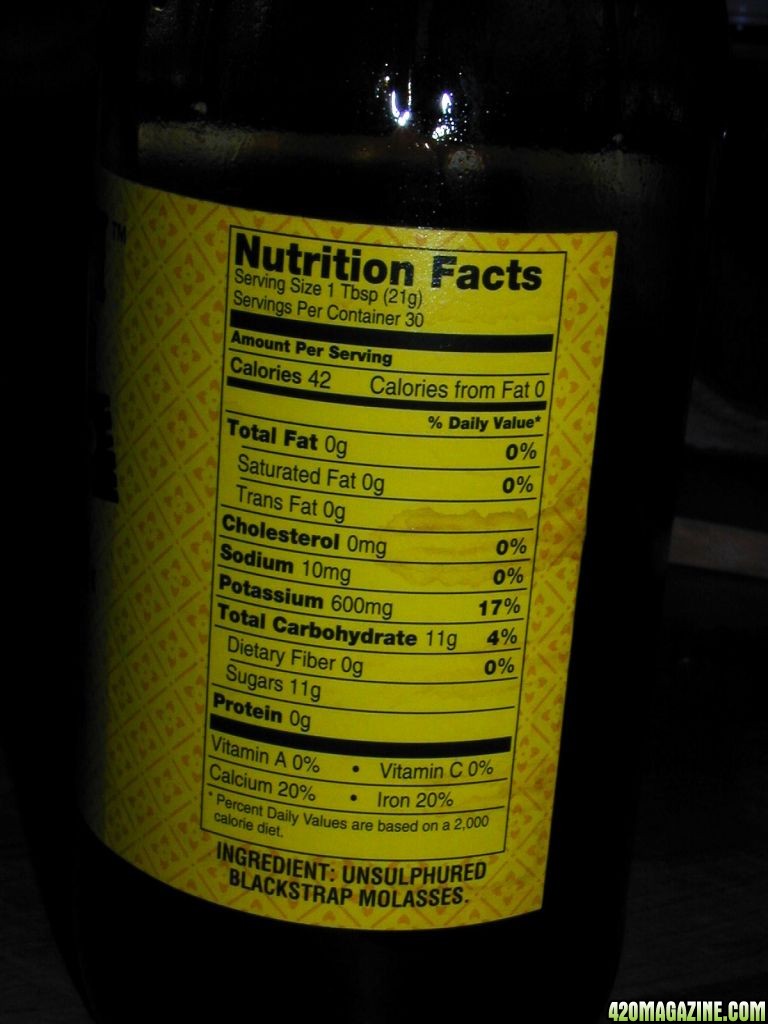 TM
Nutrition Facts
Serving Size 1 Tbsp (21g)
Servings Per Container 30
Amount Per Serving
Calories 42 Calories from Fat 0
% Daily Value*
Total Fat 0g 0%
Saturated Fat 0g 0%
Trans Fat 0g
Cholesterol 0mg 0%
Sodium 10mg 0%
Potassium 600mg 17%
Total Carbohydrate 11g 4%
Dietary Fiber 0g 0%
Sugars 11g
Protein 0g
Vitamin A 0% • Vitamin C 0%
Calcium 20% • Iron 20%
* Percent Daily Values are based on a 2,000
calorie diet.
INGREDIENT: UNSULPHURED
BLACKSTRAP MOLASSES.
420MAGAZINE.COM